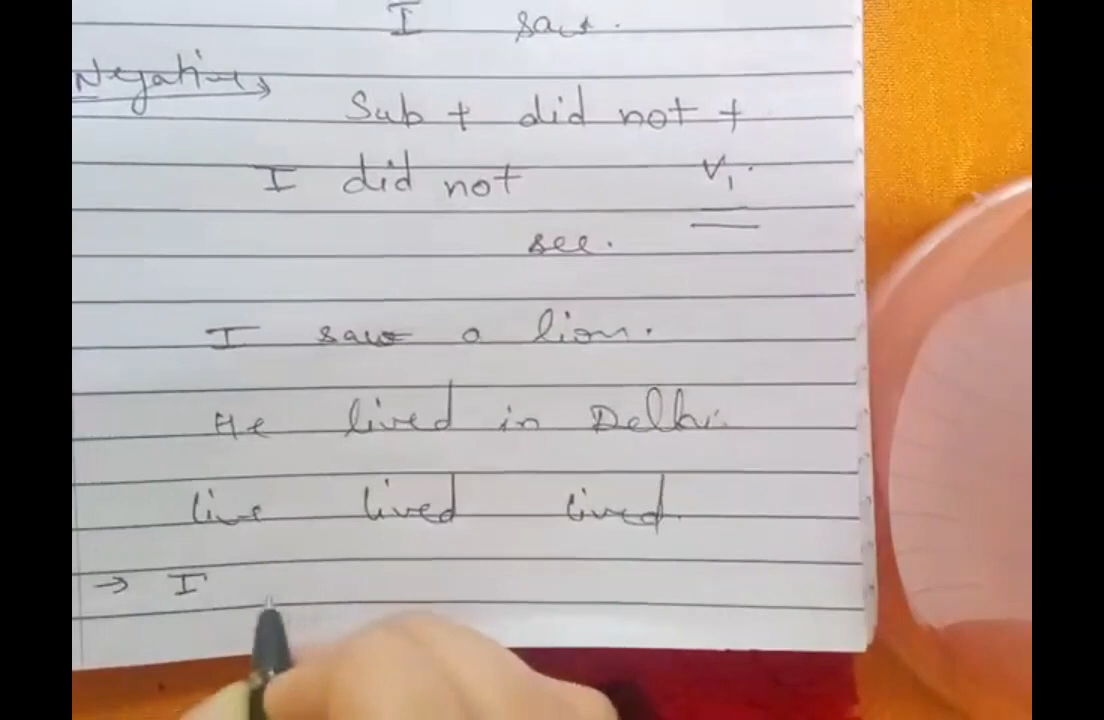 I saw.
Negative →
Sub + did not +
I did not V₁.
see.
I saw a lion.
He lived in Delhi.
live lived lived.
→ I